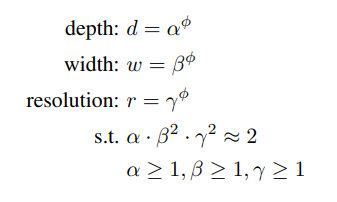 depth: d = α^ϕ
width: w = β^ϕ
resolution: r = γ^ϕ
s.t. α · β² · γ² ≈ 2
α ≥ 1, β ≥ 1, γ ≥ 1